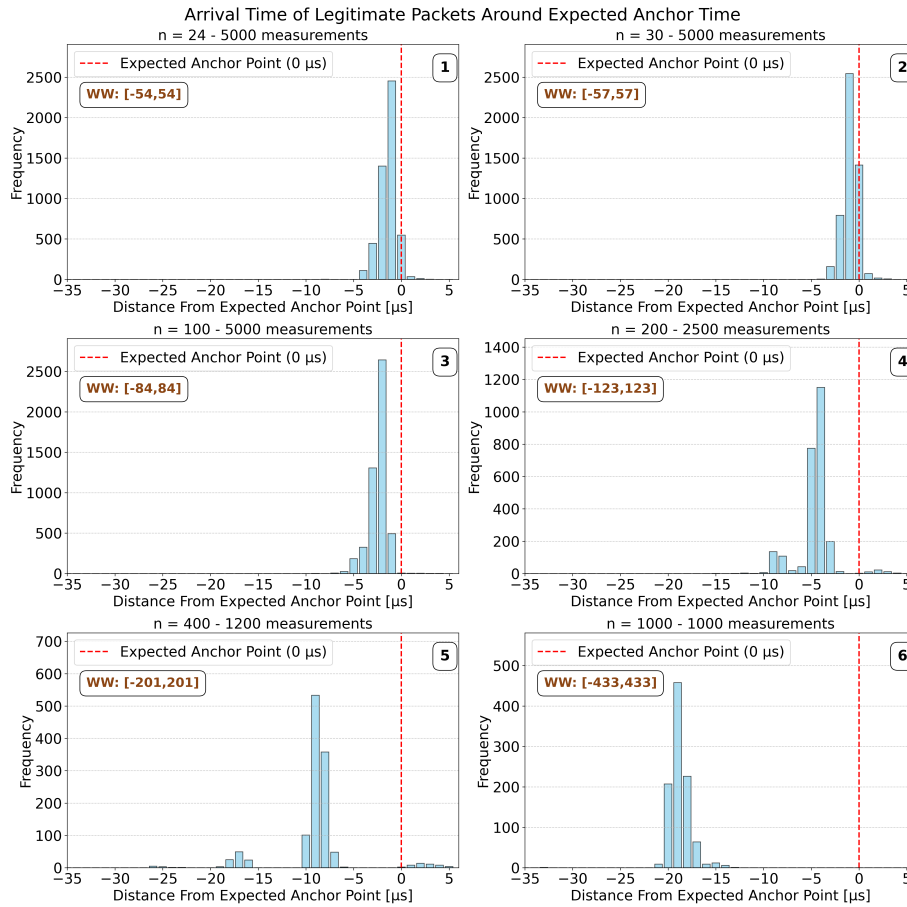 Arrival Time of Legitimate Packets Around Expected Anchor Time
n = 24 - 5000 measurements
Expected Anchor Point (0 μs)
1
WW: [-54,54]
Frequency
2500
2000
1500
1000
500
0
−35 −30 −25 −20 −15 −10 −5 0 5
Distance From Expected Anchor Point [μs]
n = 30 - 5000 measurements
Expected Anchor Point (0 μs)
2
WW: [-57,57]
Frequency
2500
2000
1500
1000
500
0
−35 −30 −25 −20 −15 −10 −5 0 5
Distance From Expected Anchor Point [μs]
n = 100 - 5000 measurements
Expected Anchor Point (0 μs)
3
WW: [-84,84]
Frequency
2500
2000
1500
1000
500
0
−35 −30 −25 −20 −15 −10 −5 0 5
Distance From Expected Anchor Point [μs]
n = 200 - 2500 measurements
Expected Anchor Point (0 μs)
4
WW: [-123,123]
Frequency
1400
1200
1000
800
600
400
200
0
−35 −30 −25 −20 −15 −10 −5 0 5
Distance From Expected Anchor Point [μs]
n = 400 - 1200 measurements
Expected Anchor Point (0 μs)
5
WW: [-201,201]
Frequency
700
600
500
400
300
200
100
0
−35 −30 −25 −20 −15 −10 −5 0 5
Distance From Expected Anchor Point [μs]
n = 1000 - 1000 measurements
Expected Anchor Point (0 μs)
6
WW: [-433,433]
Frequency
500
400
300
200
100
0
−35 −30 −25 −20 −15 −10 −5 0 5
Distance From Expected Anchor Point [μs]